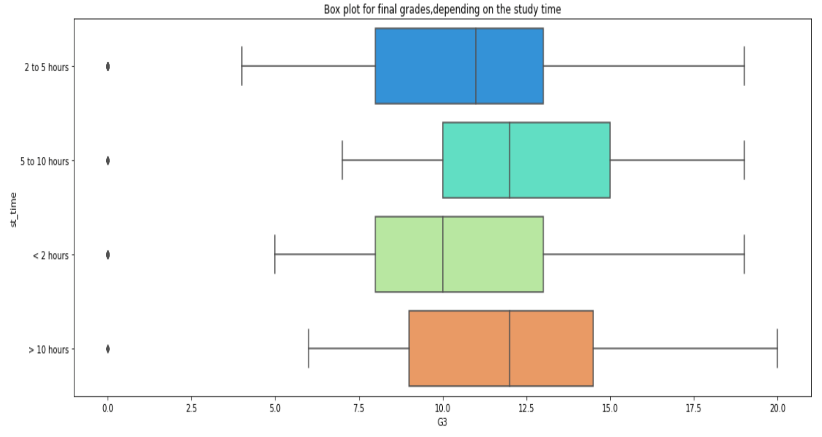 Box plot for final grades,depending on the study time
2 to 5 hours
5 to 10 hours
st_time
< 2 hours
> 10 hours
0.0 2.5 5.0 7.5 10.0 12.5 15.0 17.5 20.0
G3